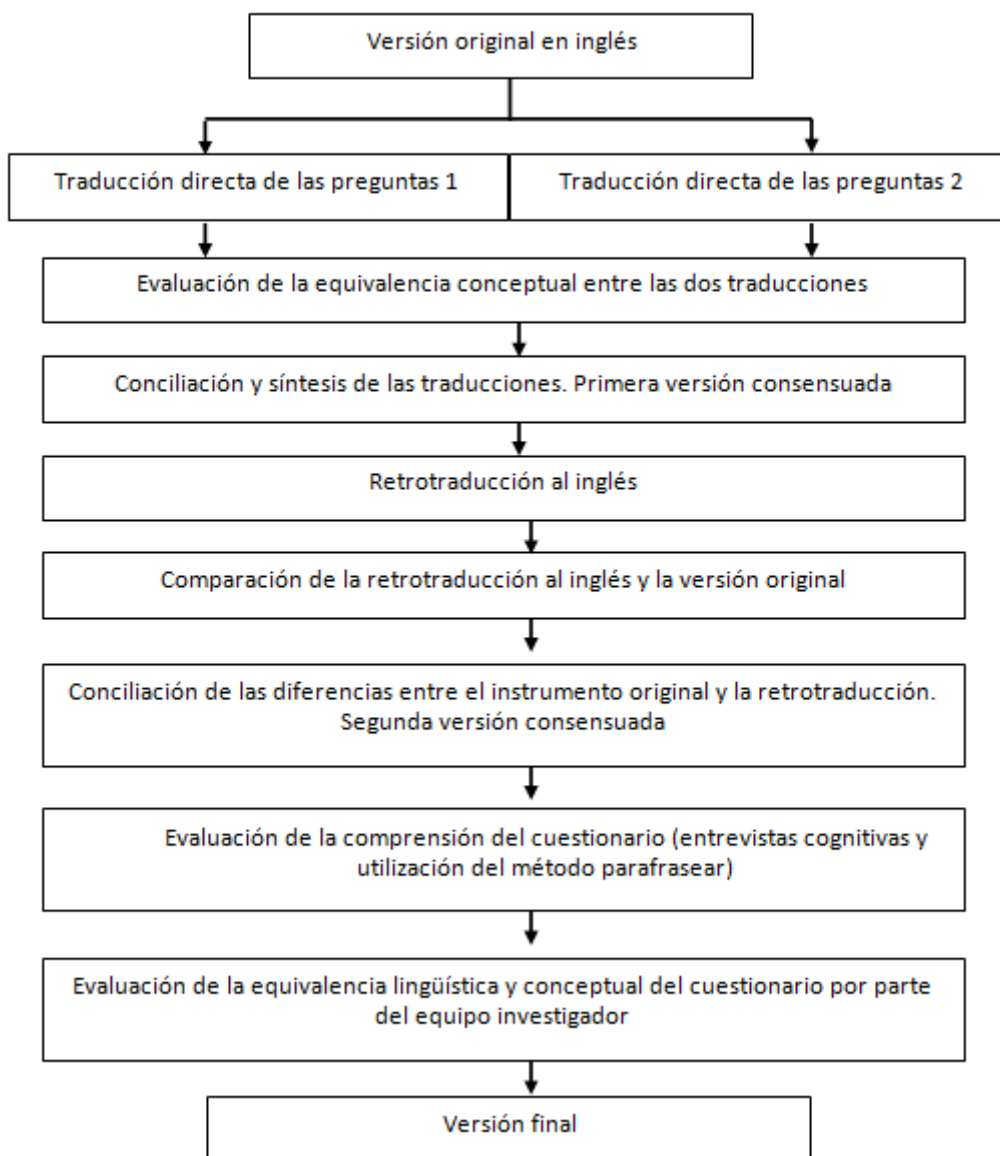 Versión original en inglés
Traducción directa de las preguntas 1
Traducción directa de las preguntas 2
Evaluación de la equivalencia conceptual entre las dos traducciones
Conciliación y síntesis de las traducciones. Primera versión consensuada
Retrotraducción al inglés
Comparación de la retrotraducción al inglés y la versión original
Conciliación de las diferencias entre el instrumento original y la retrotraducción.
Segunda versión consensuada
Evaluación de la comprensión del cuestionario (entrevistas cognitivas y
utilización del método parafrasear)
Evaluación de la equivalencia lingüística y conceptual del cuestionario por parte
del equipo investigador
Versión final